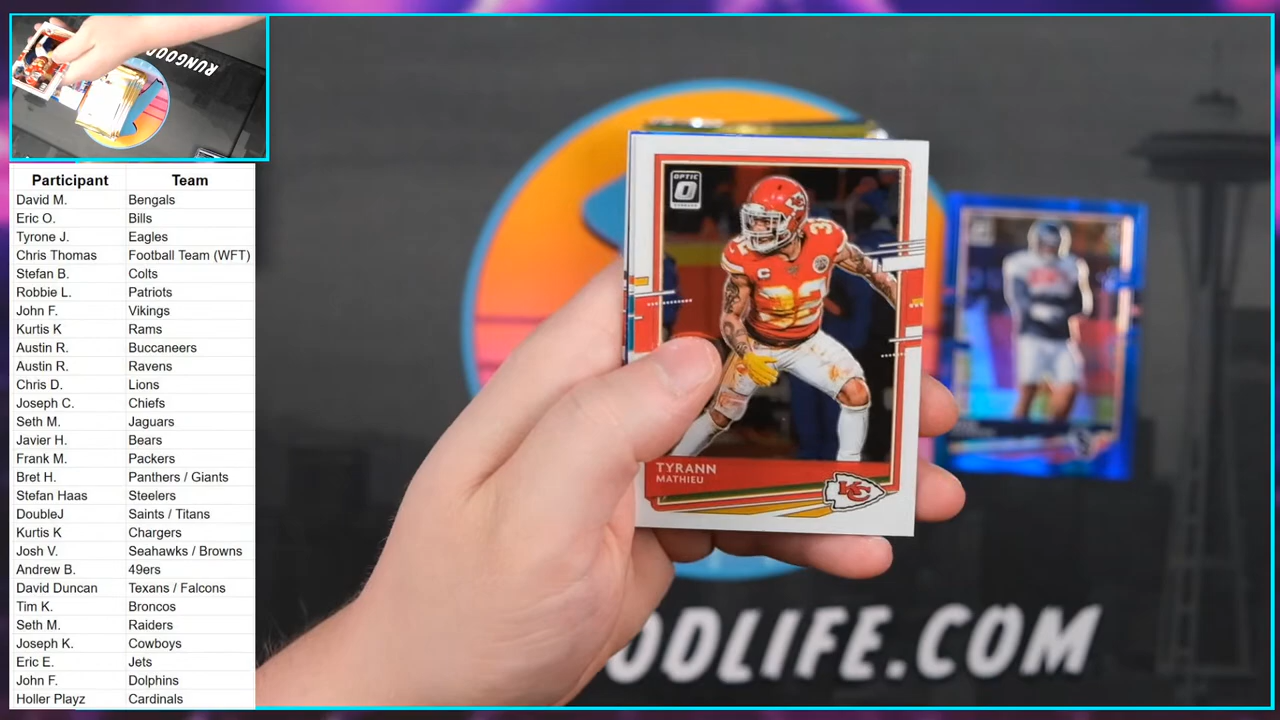 RUNGOOD
Participant Team
David M. Bengals
Eric O. Bills
Tyrone J. Eagles
Chris Thomas Football Team (WFT)
Stefan B. Colts
Robbie L. Patriots
John F. Vikings
Kurtis K Rams
Austin R. Buccaneers
Austin R. Ravens
Chris D. Lions
Joseph C. Chiefs
Seth M. Jaguars
Javier H. Bears
Frank M. Packers
Bret H. Panthers / Giants
Stefan Haas Steelers
DoubleJ Saints / Titans
Kurtis K Chargers
Josh V. Seahawks / Browns
Andrew B. 49ers
David Duncan Texans / Falcons
Tim K. Broncos
Seth M. Raiders
Joseph K. Cowboys
Eric E. Jets
John F. Dolphins
Holler Playz Cardinals
OPTIC
32
C
TYRANN
MATHIEU
KC
OODLIFE.COM